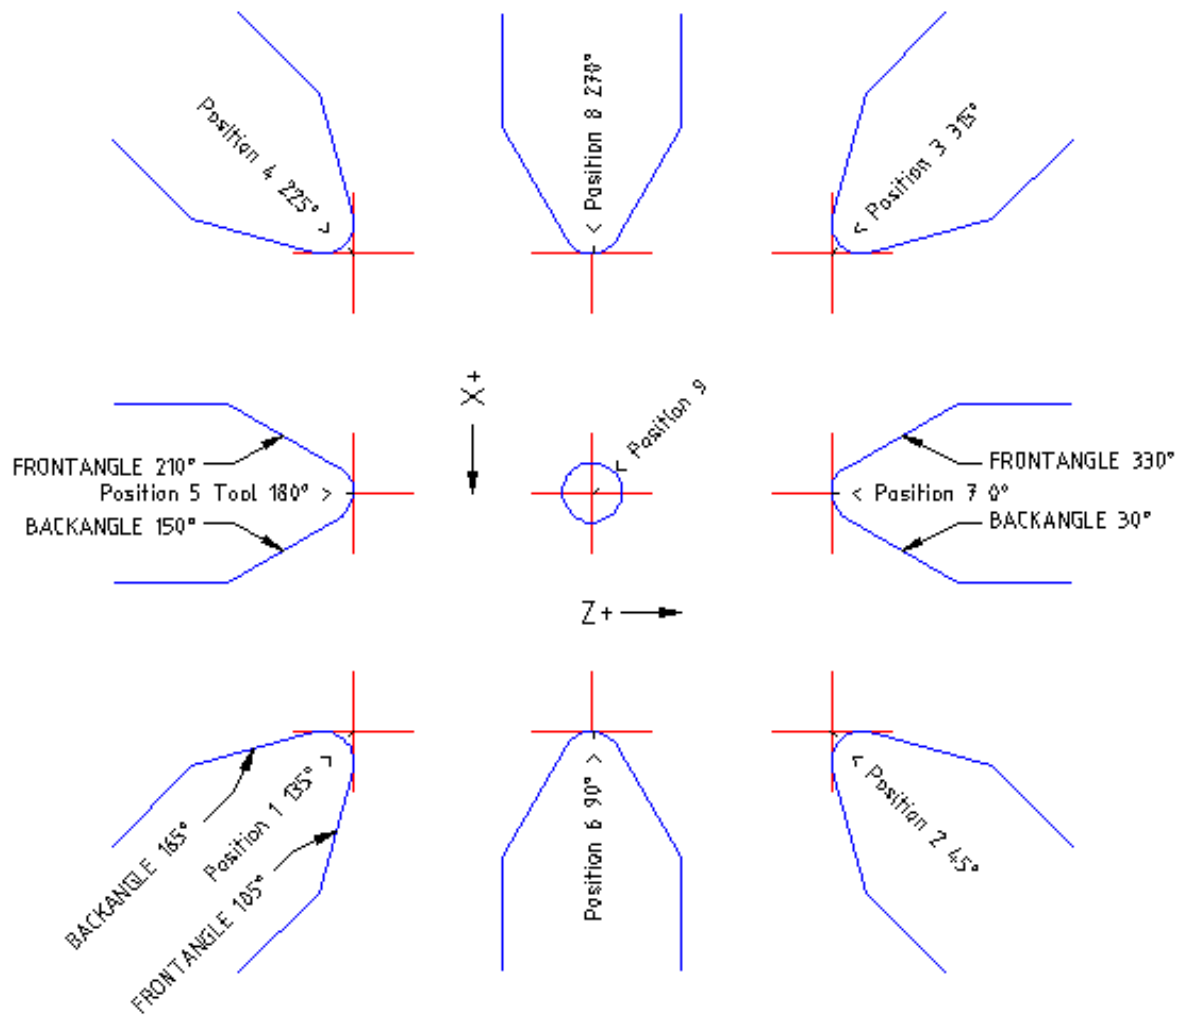 Position 4 225°
Position 8 270°
Position 3 315°
X+
Position 9
FRONTANGLE 210°
Position 5 Tool 180°
BACKANGLE 150°
FRONTANGLE 330°
Position 7 0°
BACKANGLE 30°
Z+
BACKANGLE 165°
Position 1 135°
FRONTANGLE 105°
Position 6 90°
Position 2 45°